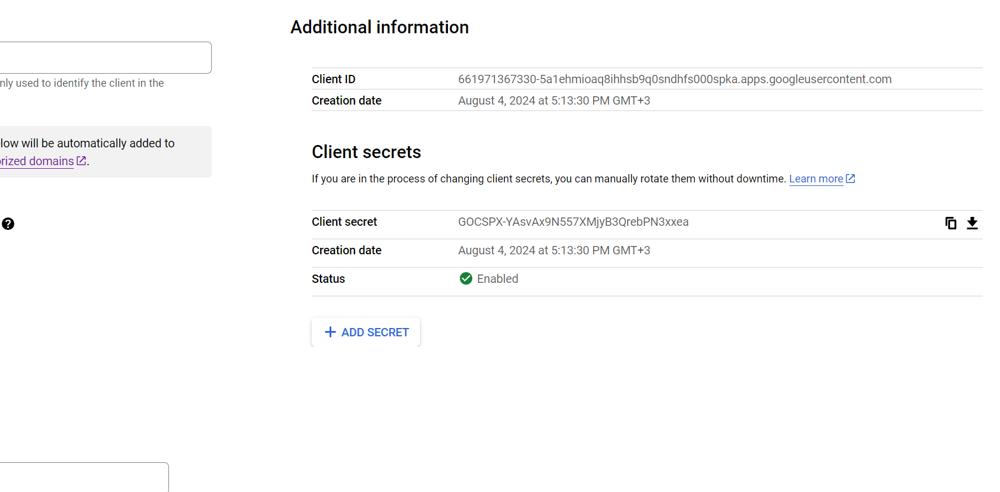 Additional information
nly used to identify the client in the
low will be automatically added to
rized domains.
Client ID 661971367330-5a1ehmioaq8ihhsb9q0sndhfs000spka.apps.googleusercontent.com
Creation date August 4, 2024 at 5:13:30 PM GMT+3
Client secrets
If you are in the process of changing client secrets, you can manually rotate them without downtime. Learn more
Client secret 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
Creation date August 4, 2024 at 5:13:30 PM GMT+3
Status Enabled
+ ADD SECRET